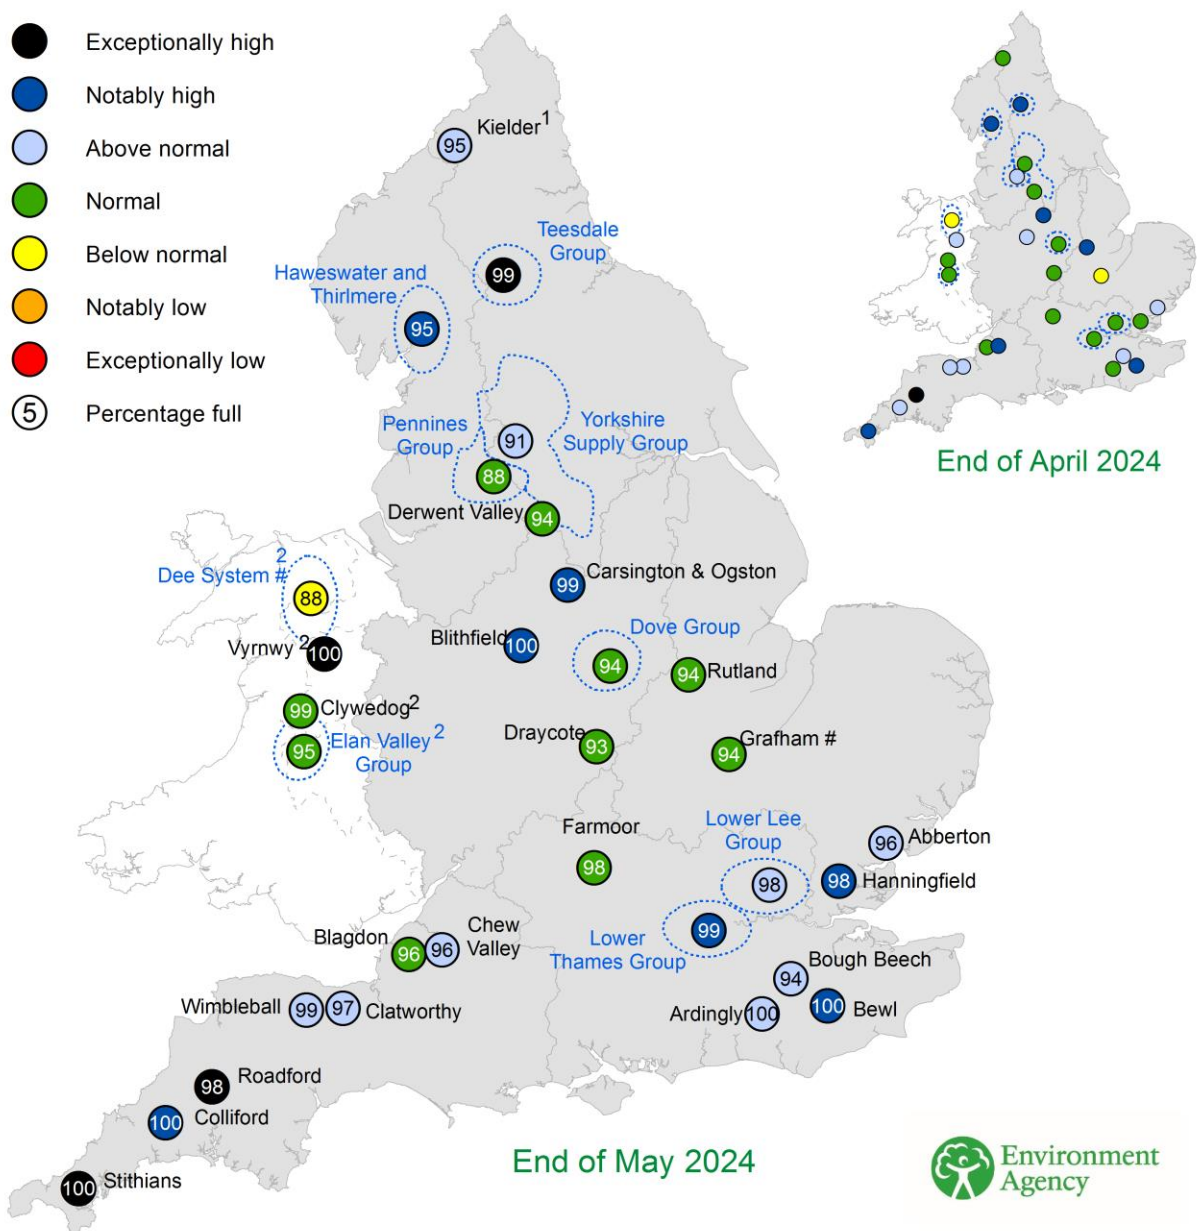 Exceptionally high
Notably high
Above normal
Normal
Below normal
Notably low
Exceptionally low
5 Percentage full
Kielder1
95
Teesdale
Group
99
Haweswater and
Thirlmere
95
Pennines
Group
Yorkshire
Supply Group
91
88
Derwent Valley
94
End of April 2024
2
Dee System #
88
Carsington & Ogston
99
Vyrnwy 2
100
Blithfield
100
Dove Group
94
Rutland
94
Clywedog2
99
Elan Valley2
Group
95
Draycote
93
Grafham #
94
Farmoor
98
Lower Lee
Group
98
Abberton
96
Hanningfield
98
Blagdon
96
Chew
Valley
96
Lower
Thames Group
99
Bough Beech
94
Wimbleball
99
97
Clatworthy
Ardingly
100
100
Bewl
Roadford
98
Colliford
100
Stithians
100
End of May 2024
Environment
Agency